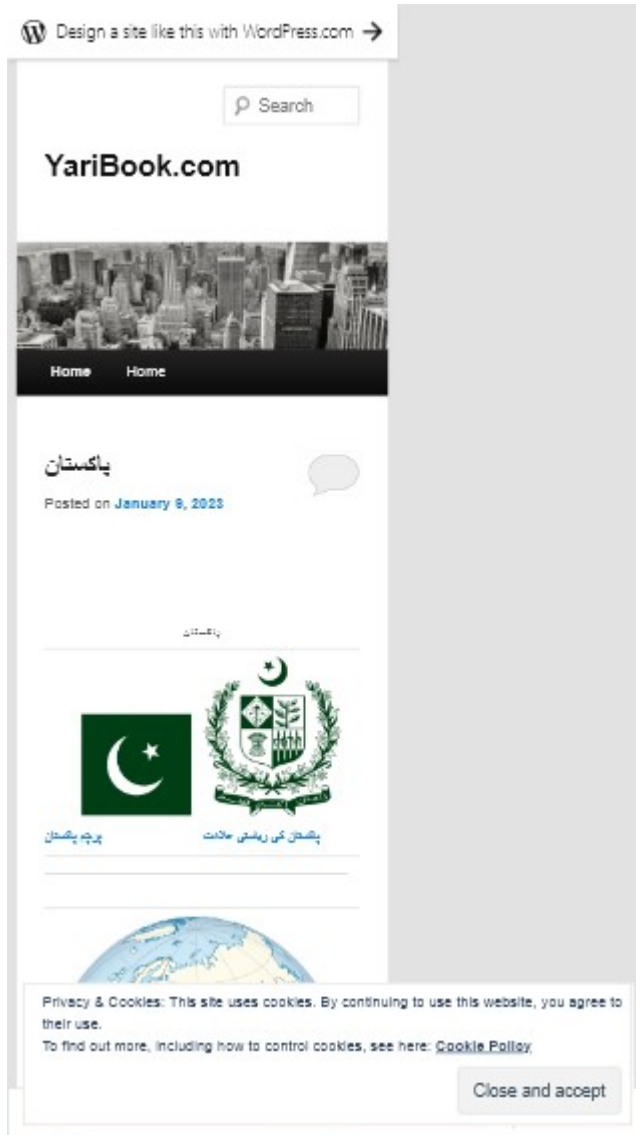 Design a site like this with WordPress.com
Search
YariBook.com
Home Home
پاکستان
Posted on January 9, 2023
پاکستان
پرچم پاکستان
پاکستان کی ریاستی علامت
Privacy & Cookies: This site uses cookies. By continuing to use this website, you agree to
their use.
To find out more, including how to control cookies, see here: Cookie Policy
Close and accept